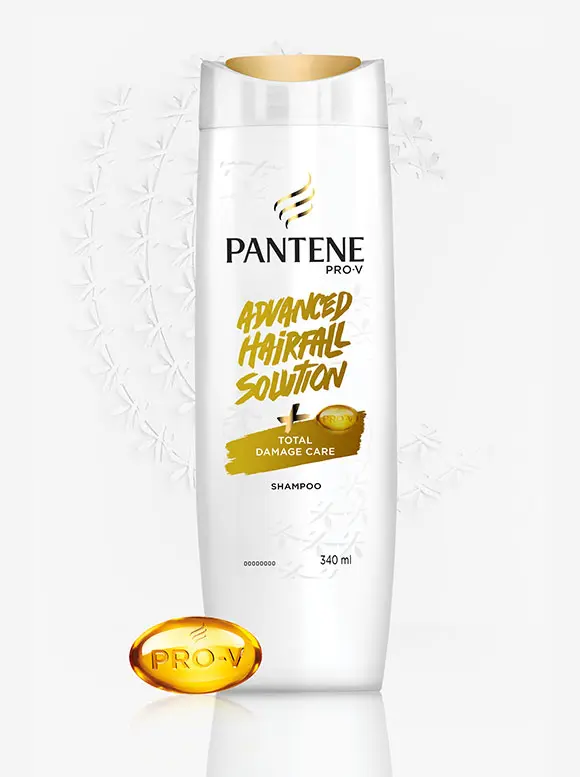 PANTENE
PRO-V
ADVANCED
HAIRFALL
SOLUTION
+ PRO-V
TOTAL
DAMAGE CARE
SHAMPOO
00000000
340 ml
PRO-V